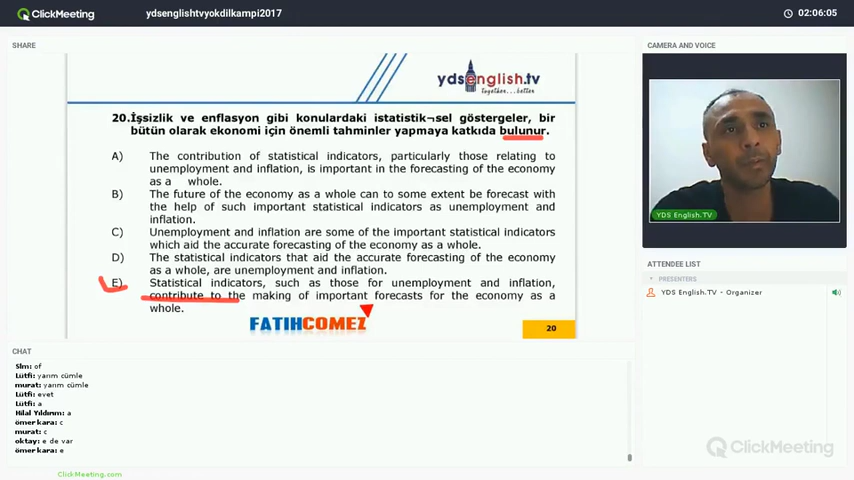 ClickMeeting
ydsenglishtvyokdilkampi2017
02:06:05
SHARE
CAMERA AND VOICE
ydsenglish.tv
together...better
20.İşsizlik ve enflasyon gibi konulardaki istatistik¬sel göstergeler, bir
bütün olarak ekonomi için önemli tahminler yapmaya katkıda bulunur.
A) The contribution of statistical indicators, particularly those relating to
unemployment and inflation, is important in the forecasting of the economy
as a whole.
B) The future of the economy as a whole can to some extent be forecast with
the help of such important statistical indicators as unemployment and
inflation.
C) Unemployment and inflation are some of the important statistical indicators
which aid the accurate forecasting of the economy as a whole.
D) The statistical indicators that aid the accurate forecasting of the economy
as a whole, are unemployment and inflation.
E) Statistical indicators, such as those for unemployment and inflation,
contribute to the making of important forecasts for the economy as a
whole.
FATIHCOMEZ
20
YDS English.TV
ATTENDEE LIST
PRESENTERS
YDS English.TV - Organizer
CHAT
Slm: of
Lütfi: yarım cümle
murat: yarım cümle
Lütfi: evet
Lütfi: a
Hilal Yıldırım: a
ömer kara: c
murat: c
oktay: e de var
ömer kara: e
ClickMeeting
ClickMeeting.com